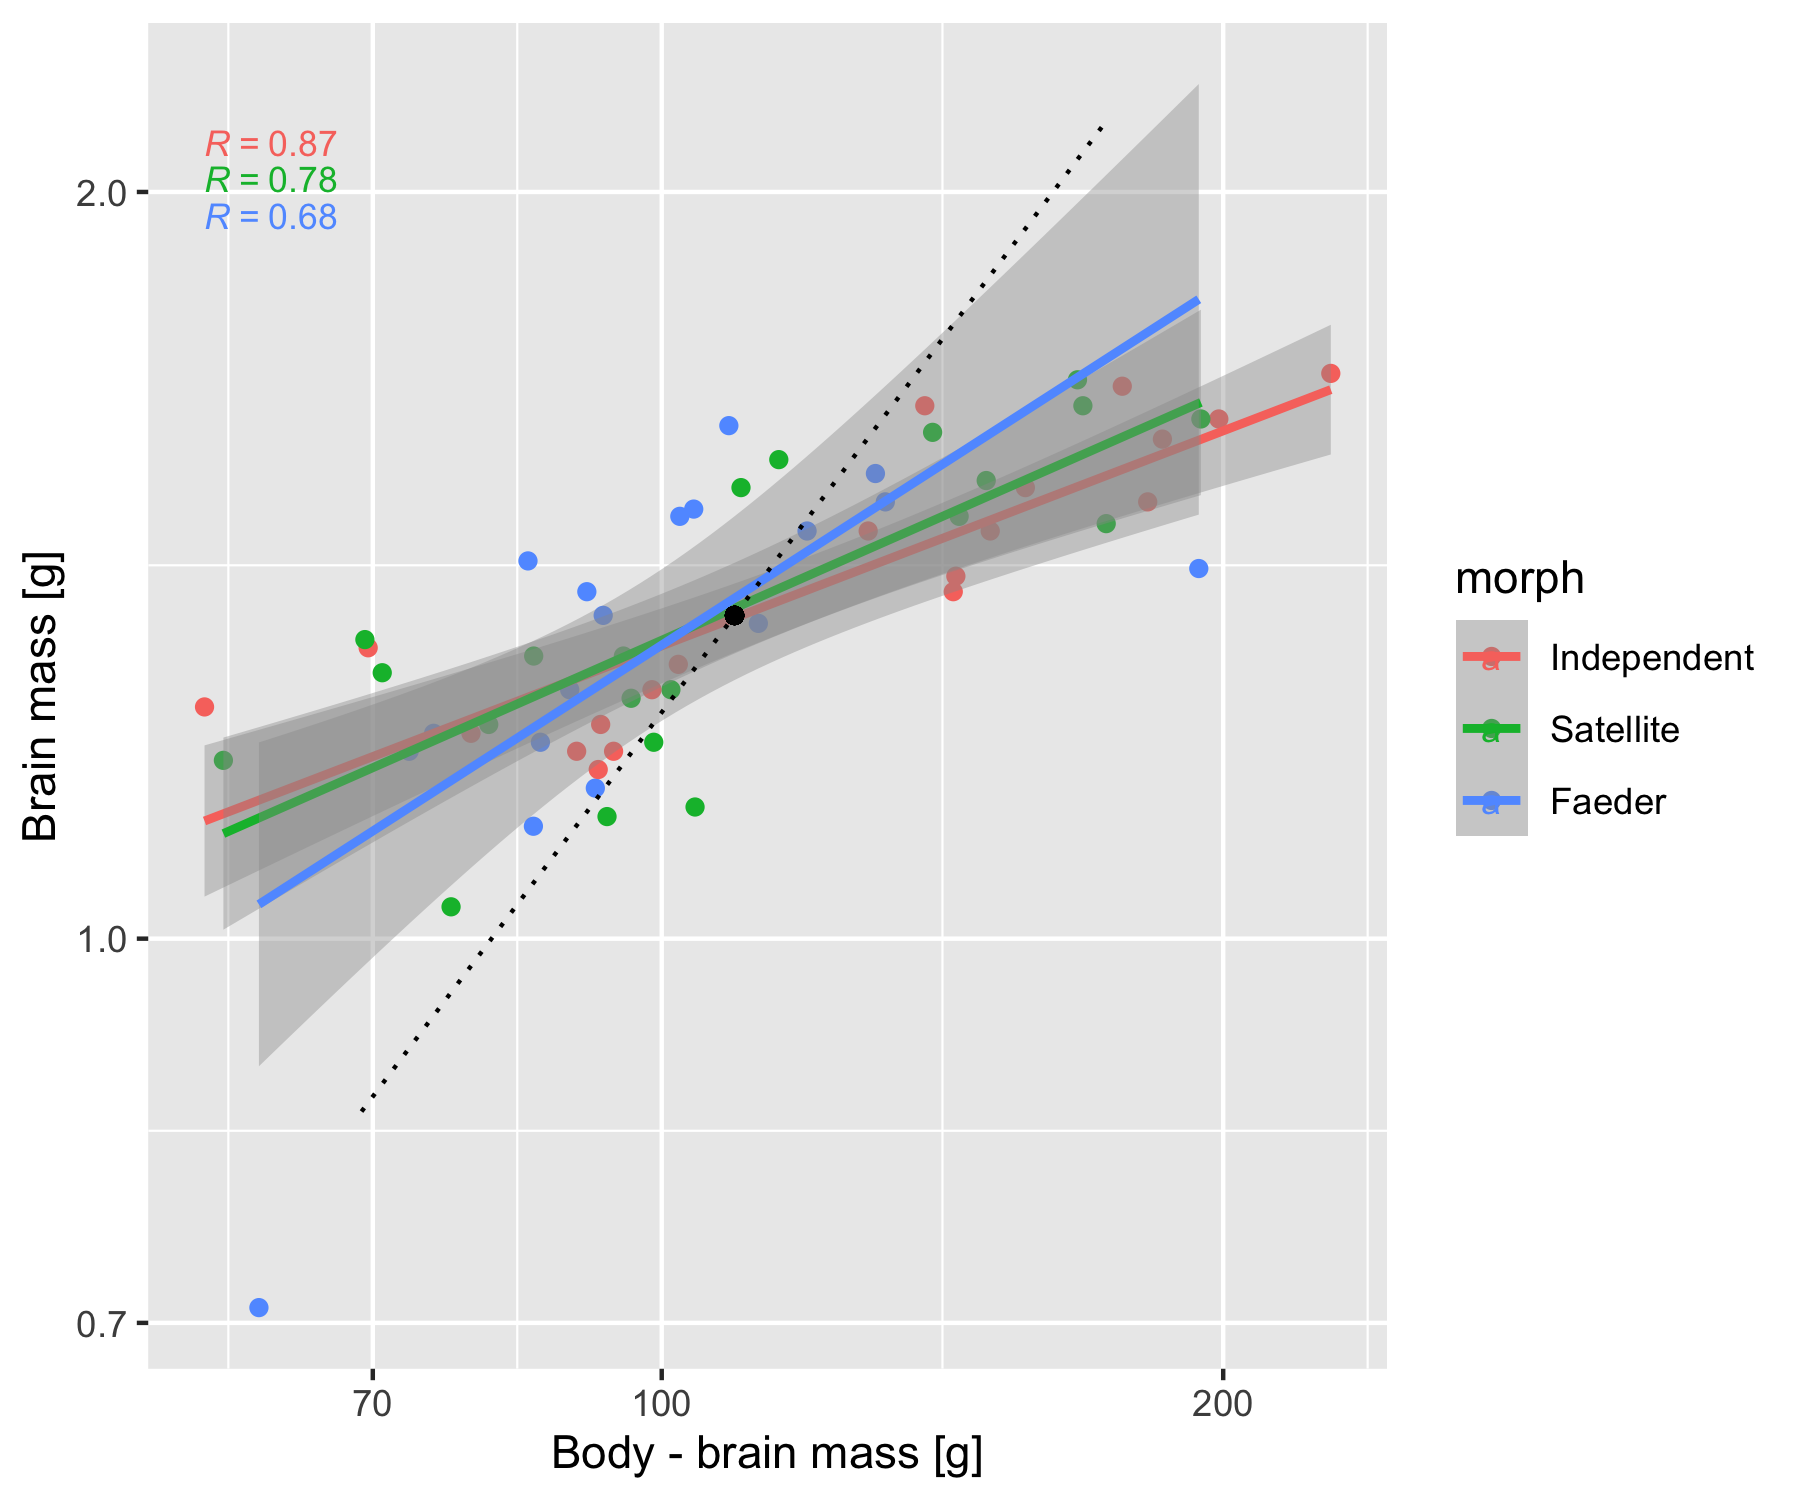 R = 0.87
R = 0.78
R = 0.68
2.0
1.0
0.7
Brain mass [g]
70 100 200
Body - brain mass [g]
morph
a Independent
a Satellite
a Faeder